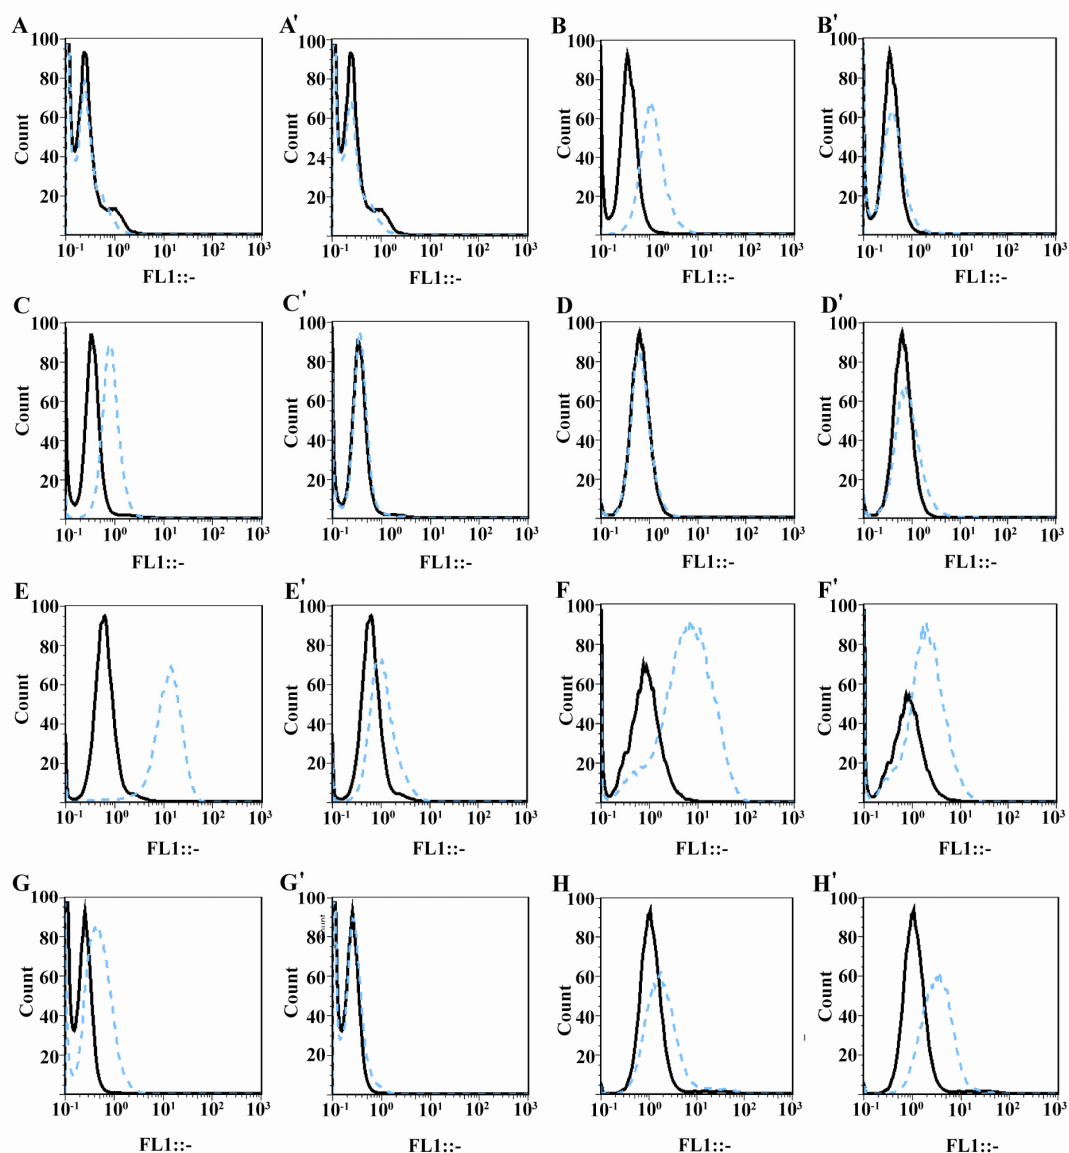 A A' B B'
100 100 100 100
80 80 80 80
60 60 60 60
40 24 40 40
20 20 20 20
Count Count Count Count
10⁻¹ 10⁰ 10¹ 10² 10³ 10⁻¹ 10⁰ 10¹ 10² 10³ 10⁻¹ 10⁰ 10¹ 10² 10³ 10⁻¹ 10⁰ 10¹ 10² 10³
FL1::- FL1::- FL1::- FL1::-
C C' D D'
100 100 100 100
80 80 80 80
60 60 60 60
40 40 40 40
20 20 20 20
Count Count Count Count
10⁻¹ 10⁰ 10¹ 10² 10³ 10⁻¹ 10⁰ 10¹ 10² 10³ 10⁻¹ 10⁰ 10¹ 10² 10³ 10⁻¹ 10⁰ 10¹ 10² 10³
FL1::- FL1::- FL1::- FL1::-
E E' F F'
100 100 100 100
80 80 80 80
60 60 60 60
40 40 40 40
20 20 20 20
Count Count Count Count
10⁻¹ 10⁰ 10¹ 10² 10³ 10⁻¹ 10⁰ 10¹ 10² 10³ 10⁻¹ 10⁰ 10¹ 10² 10³ 10⁻¹ 10⁰ 10¹ 10² 10³
FL1::- FL1::- FL1::- FL1::-
G G' H H'
100 100 100 100
80 80 80 80
60 60 60 60
40 40 40 40
20 20 20 20
Count Count Count Count
10⁻¹ 10⁰ 10¹ 10² 10³ 10⁻¹ 10⁰ 10¹ 10² 10³ 10⁻¹ 10⁰ 10¹ 10² 10³ 10⁻¹ 10⁰ 10¹ 10² 10³
FL1::- FL1::- FL1::- FL1::-